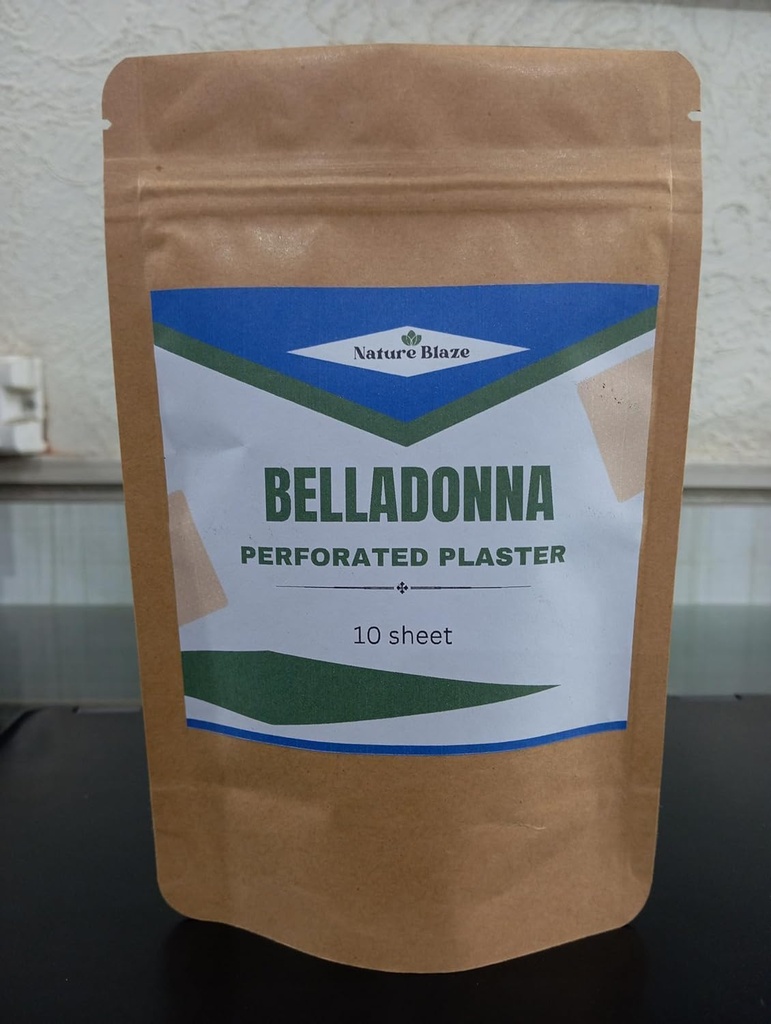 Nature Blaze
BELLADONNA
PERFORATED PLASTER
10 sheet